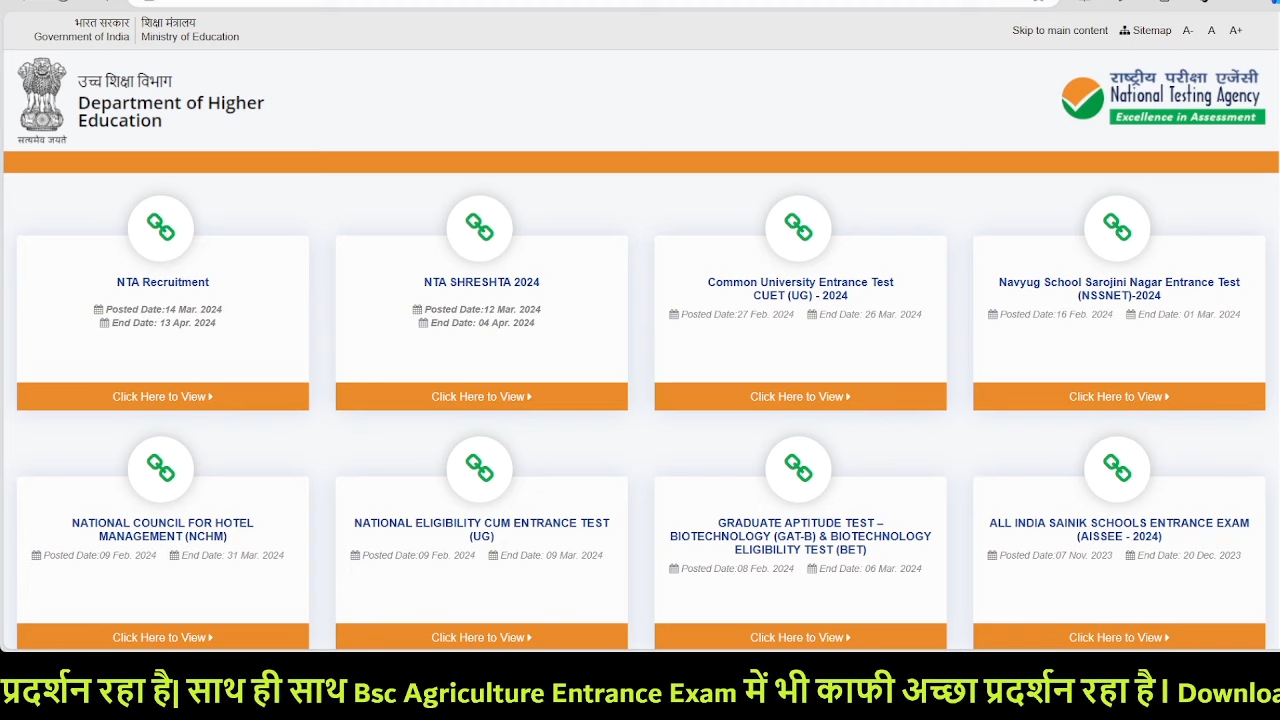 भारत सरकार शिक्षा मंत्रालय
Government of India Ministry of Education
Skip to main content Sitemap A- A A+
सत्यमेव जयते
उच्च शिक्षा विभाग
Department of Higher
Education
राष्ट्रीय परीक्षा एजेंसी
National Testing Agency
Excellence in Assessment
NTA Recruitment
Posted Date:14 Mar. 2024
End Date: 13 Apr. 2024
Click Here to View
NTA SHRESHTA 2024
Posted Date:12 Mar. 2024
End Date: 04 Apr. 2024
Click Here to View
Common University Entrance Test
CUET (UG) - 2024
Posted Date:27 Feb. 2024 End Date: 26 Mar. 2024
Click Here to View
Navyug School Sarojini Nagar Entrance Test
(NSSNET)-2024
Posted Date:16 Feb. 2024 End Date: 01 Mar. 2024
Click Here to View
NATIONAL COUNCIL FOR HOTEL
MANAGEMENT (NCHM)
Posted Date:09 Feb. 2024 End Date: 31 Mar. 2024
Click Here to View
NATIONAL ELIGIBILITY CUM ENTRANCE TEST
(UG)
Posted Date:09 Feb. 2024 End Date: 09 Mar. 2024
Click Here to View
GRADUATE APTITUDE TEST –
BIOTECHNOLOGY (GAT-B) & BIOTECHNOLOGY
ELIGIBILITY TEST (BET)
Posted Date:08 Feb. 2024 End Date: 06 Mar. 2024
Click Here to View
ALL INDIA SAINIK SCHOOLS ENTRANCE EXAM
(AISSEE - 2024)
Posted Date:07 Nov. 2023 End Date: 20 Dec. 2023
Click Here to View
प्रदर्शन रहा है| साथ ही साथ Bsc Agriculture Entrance Exam में भी काफी अच्छा प्रदर्शन रहा है । Downloa